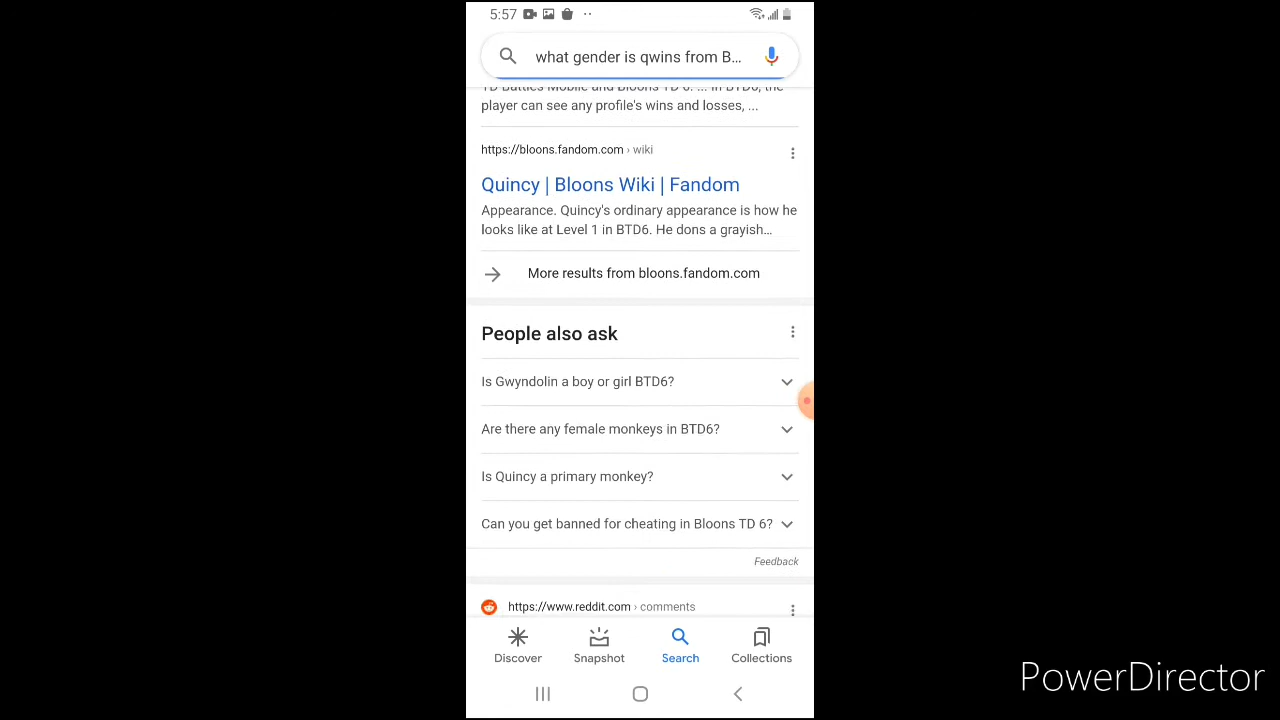 5:57
what gender is qwins from B...
TD Battles Mobile and Bloons TD 6. ... In BTD6, the
player can see any profile's wins and losses, ...
https://bloons.fandom.com › wiki
Quincy | Bloons Wiki | Fandom
Appearance. Quincy's ordinary appearance is how he
looks like at Level 1 in BTD6. He dons a grayish...
More results from bloons.fandom.com
People also ask
Is Gwyndolin a boy or girl BTD6?
Are there any female monkeys in BTD6?
Is Quincy a primary monkey?
Can you get banned for cheating in Bloons TD 6?
Feedback
https://www.reddit.com › comments
Discover Snapshot Search Collections
PowerDirector